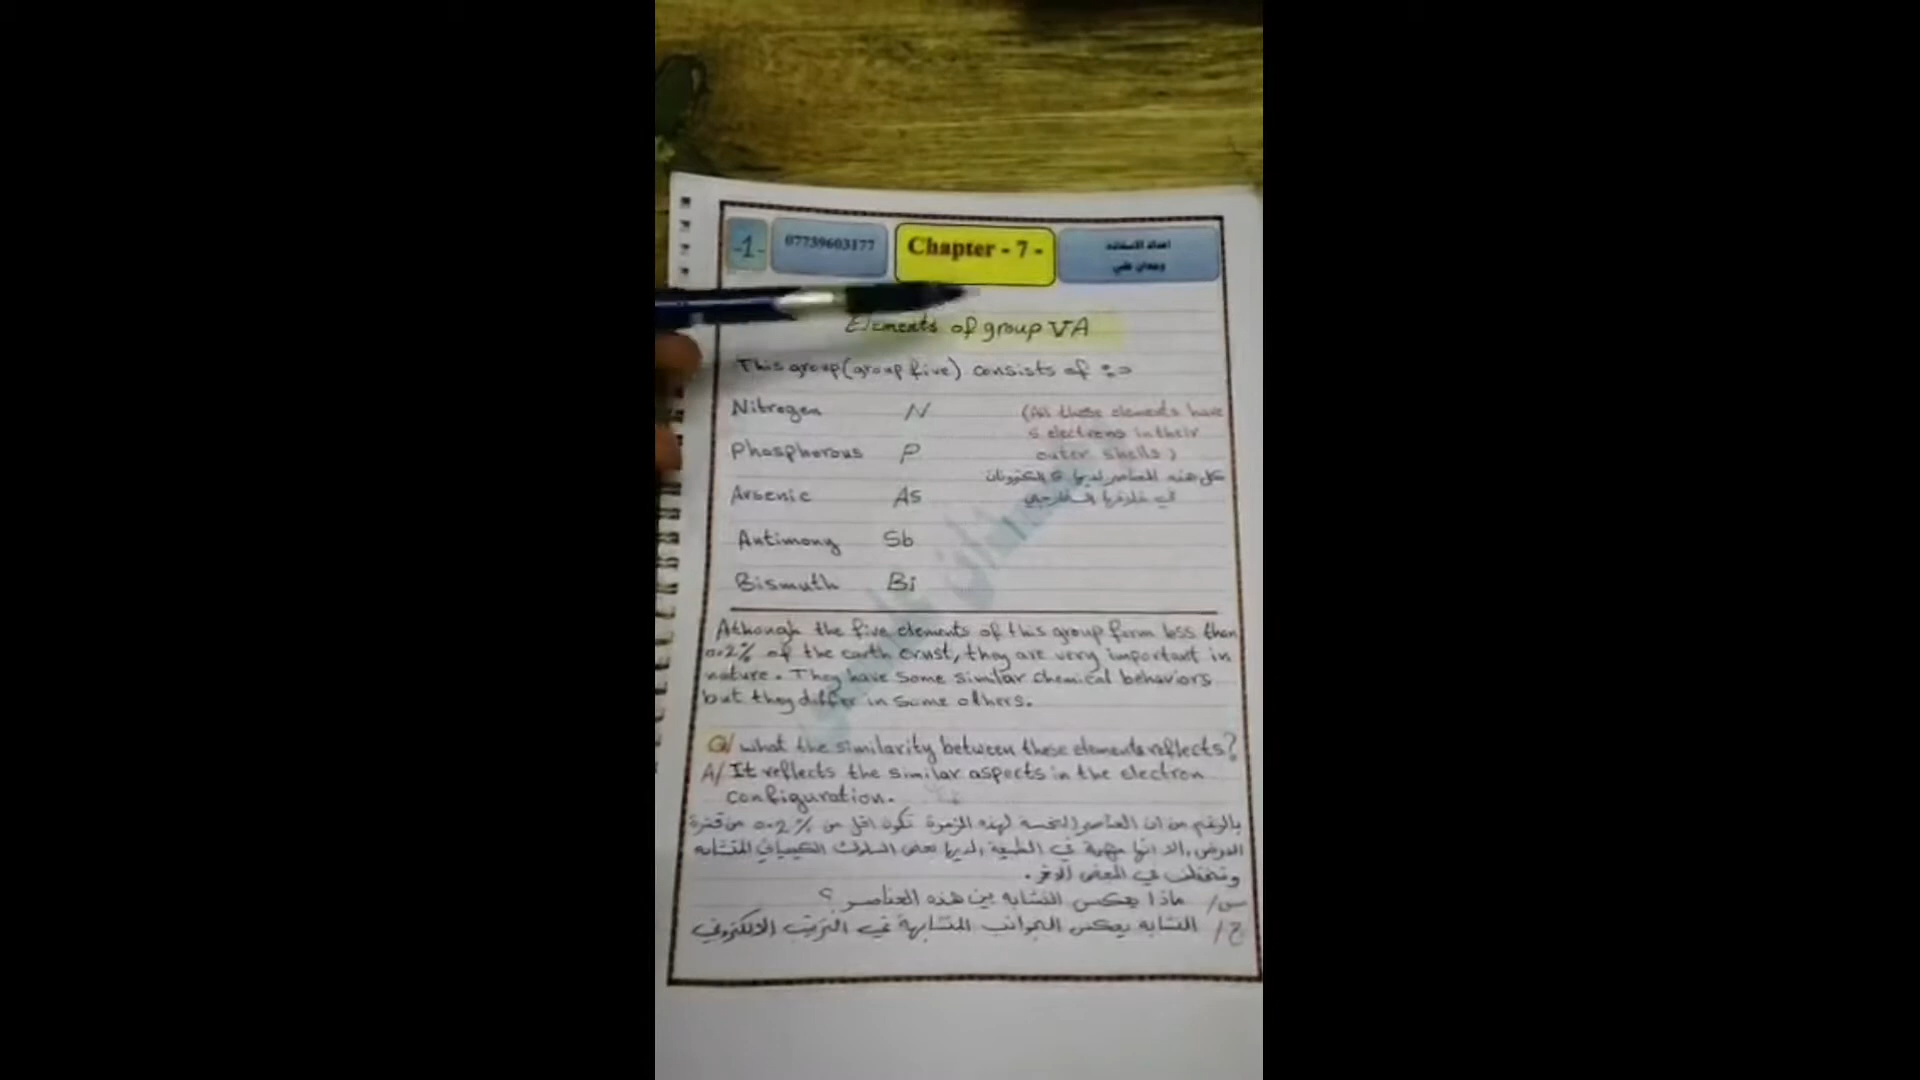 -1-
07739603177
Chapter - 7 -
اعداد الاستاذه
وجدان علي
Elements of group VA
This group (group five) consists of :->
Nitrogen N
(All these elements have
5 electrons in their
outer shells)
Phosphorous P
كل هذه العناصر لديها 5 الكترونات
في غلافها الخارجي
Arsenic As
Antimony Sb
Bismuth Bi
Athough the five elements of this group form less than
0.2% of the earth crust, they are very important in
nature. They have some similar chemical behaviors
but they differ in some others.
Q/ what the similarity between these elements reflects?
A/ It reflects the similar aspects in the electron
configuration.
بالرغم من ان العناصر الخمسة لهذه الزمرة تكون اقل من 0.2% من قشرة
الارض، الا انها مهمة في الطبيعة لديها بعض السلوك الكيميائي المتشابه
وتختلف في البعض الاخر.
س/ ماذا يعكس التشابه بين هذه العناصر؟
ج/ التشابه يعكس الجوانب المتشابهة في الترتيب الالكتروني